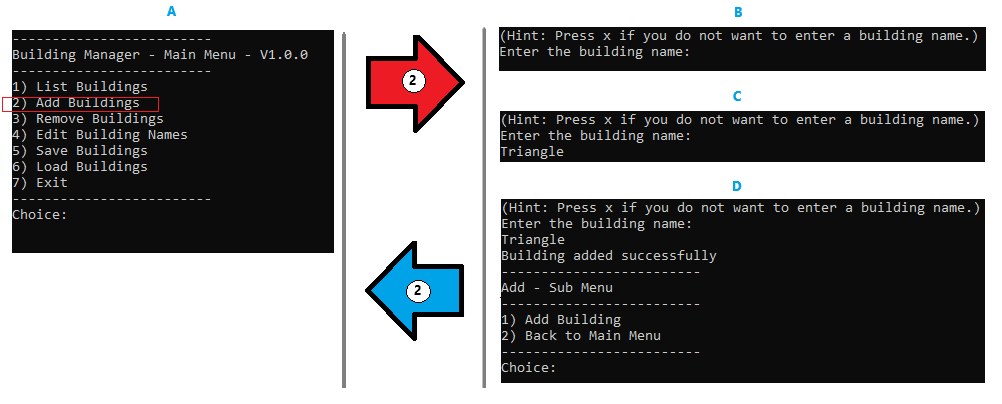 A
-------------------------
Building Manager - Main Menu - V1.0.0
-------------------------
1) List Buildings
2) Add Buildings
3) Remove Buildings
4) Edit Building Names
5) Save Buildings
6) Load Buildings
7) Exit
-------------------------
Choice:
2
2
B
(Hint: Press x if you do not want to enter a building name.)
Enter the building name:
C
(Hint: Press x if you do not want to enter a building name.)
Enter the building name:
Triangle
D
(Hint: Press x if you do not want to enter a building name.)
Enter the building name:
Triangle
Building added successfully
-------------------------
Add - Sub Menu
-------------------------
1) Add Building
2) Back to Main Menu
-------------------------
Choice: